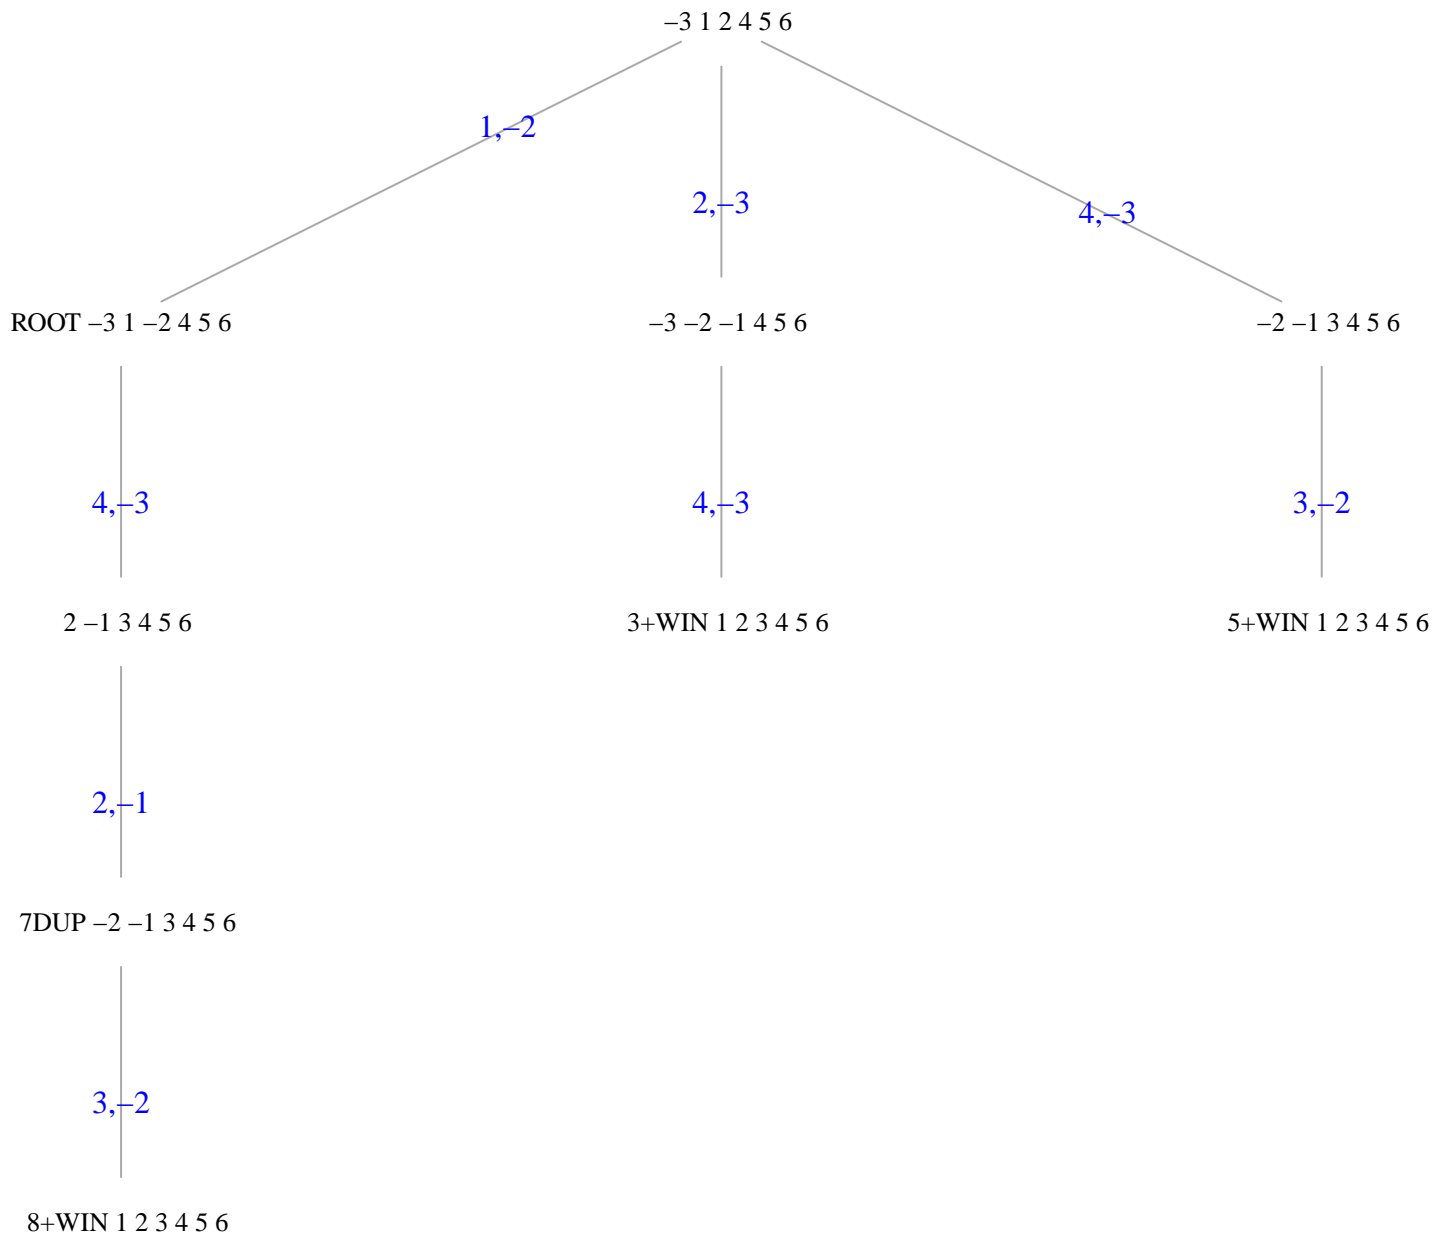 –3 1 2 4 5 6
1,–2
2,–3
4,–3
ROOT –3 1 –2 4 5 6
–3 –2 –1 4 5 6
–2 –1 3 4 5 6
4,–3
4,–3
3,–2
2 –1 3 4 5 6
3+WIN 1 2 3 4 5 6
5+WIN 1 2 3 4 5 6
2,–1
7DUP –2 –1 3 4 5 6
3,–2
8+WIN 1 2 3 4 5 6